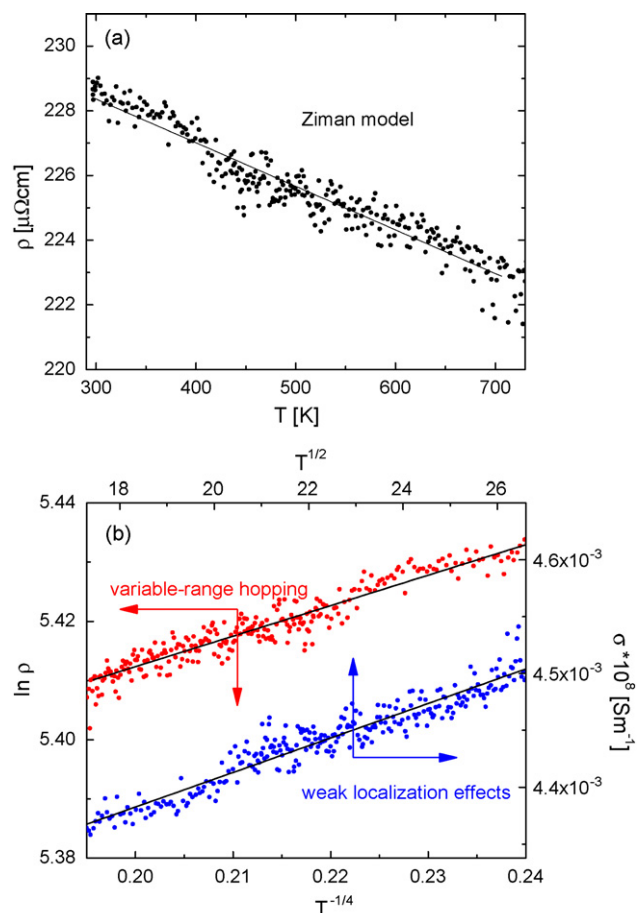 (a)
230
228
226
224
222
220
ρ [μΩcm]
Ziman model
300 400 500 600 700
T [K]
T^1/2
18 20 22 24 26
(b)
5.44
5.42
5.40
5.38
ln ρ
variable-range hopping
weak localization effects
4.6x10^-3
4.5x10^-3
4.4x10^-3
σ*10^8 [Sm^-1]
0.20 0.21 0.22 0.23 0.24
T^-1/4